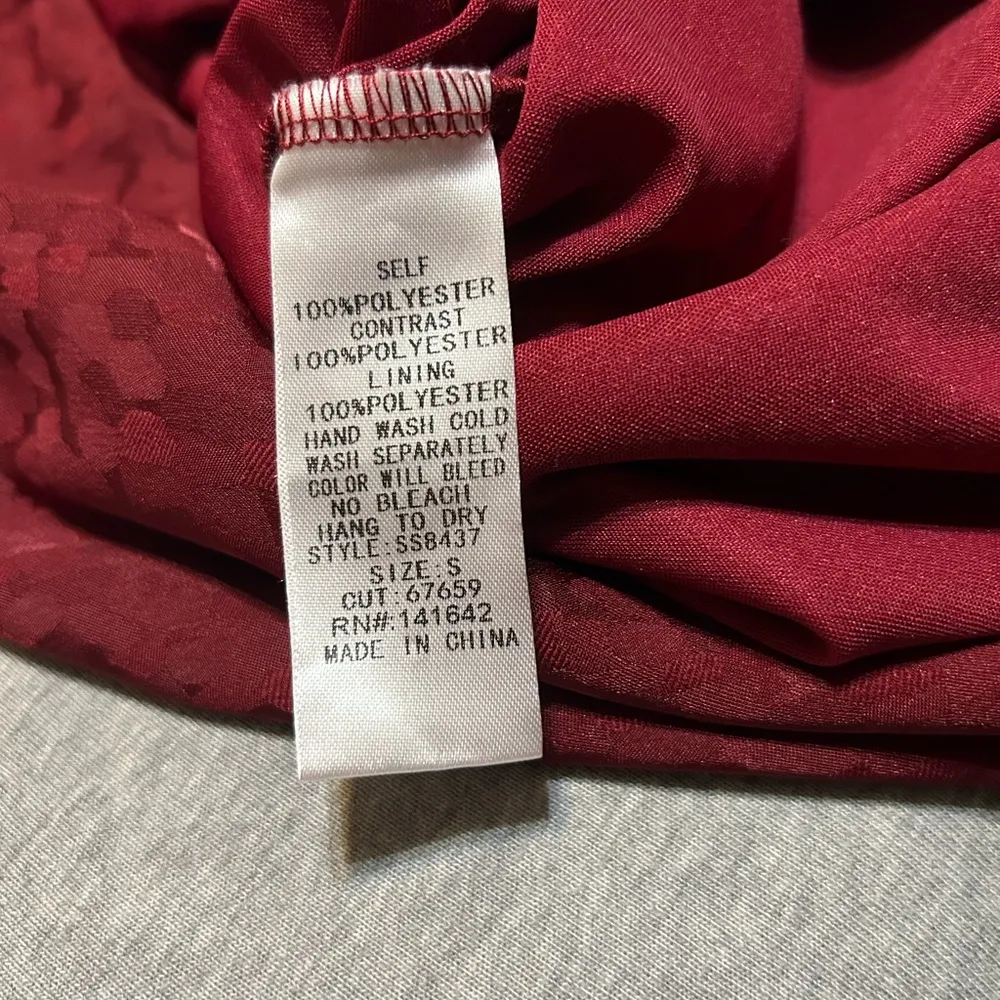 SELF
100%POLYESTER
CONTRAST
100%POLYESTER
LINING
100%POLYESTER
HAND WASH COLD
WASH SEPARATELY
COLOR WILL BLEED
NO BLEACH
HANG TO DRY
STYLE:SS8437
SIZE:S
CUT:67659
RN#:141642
MADE IN CHINA